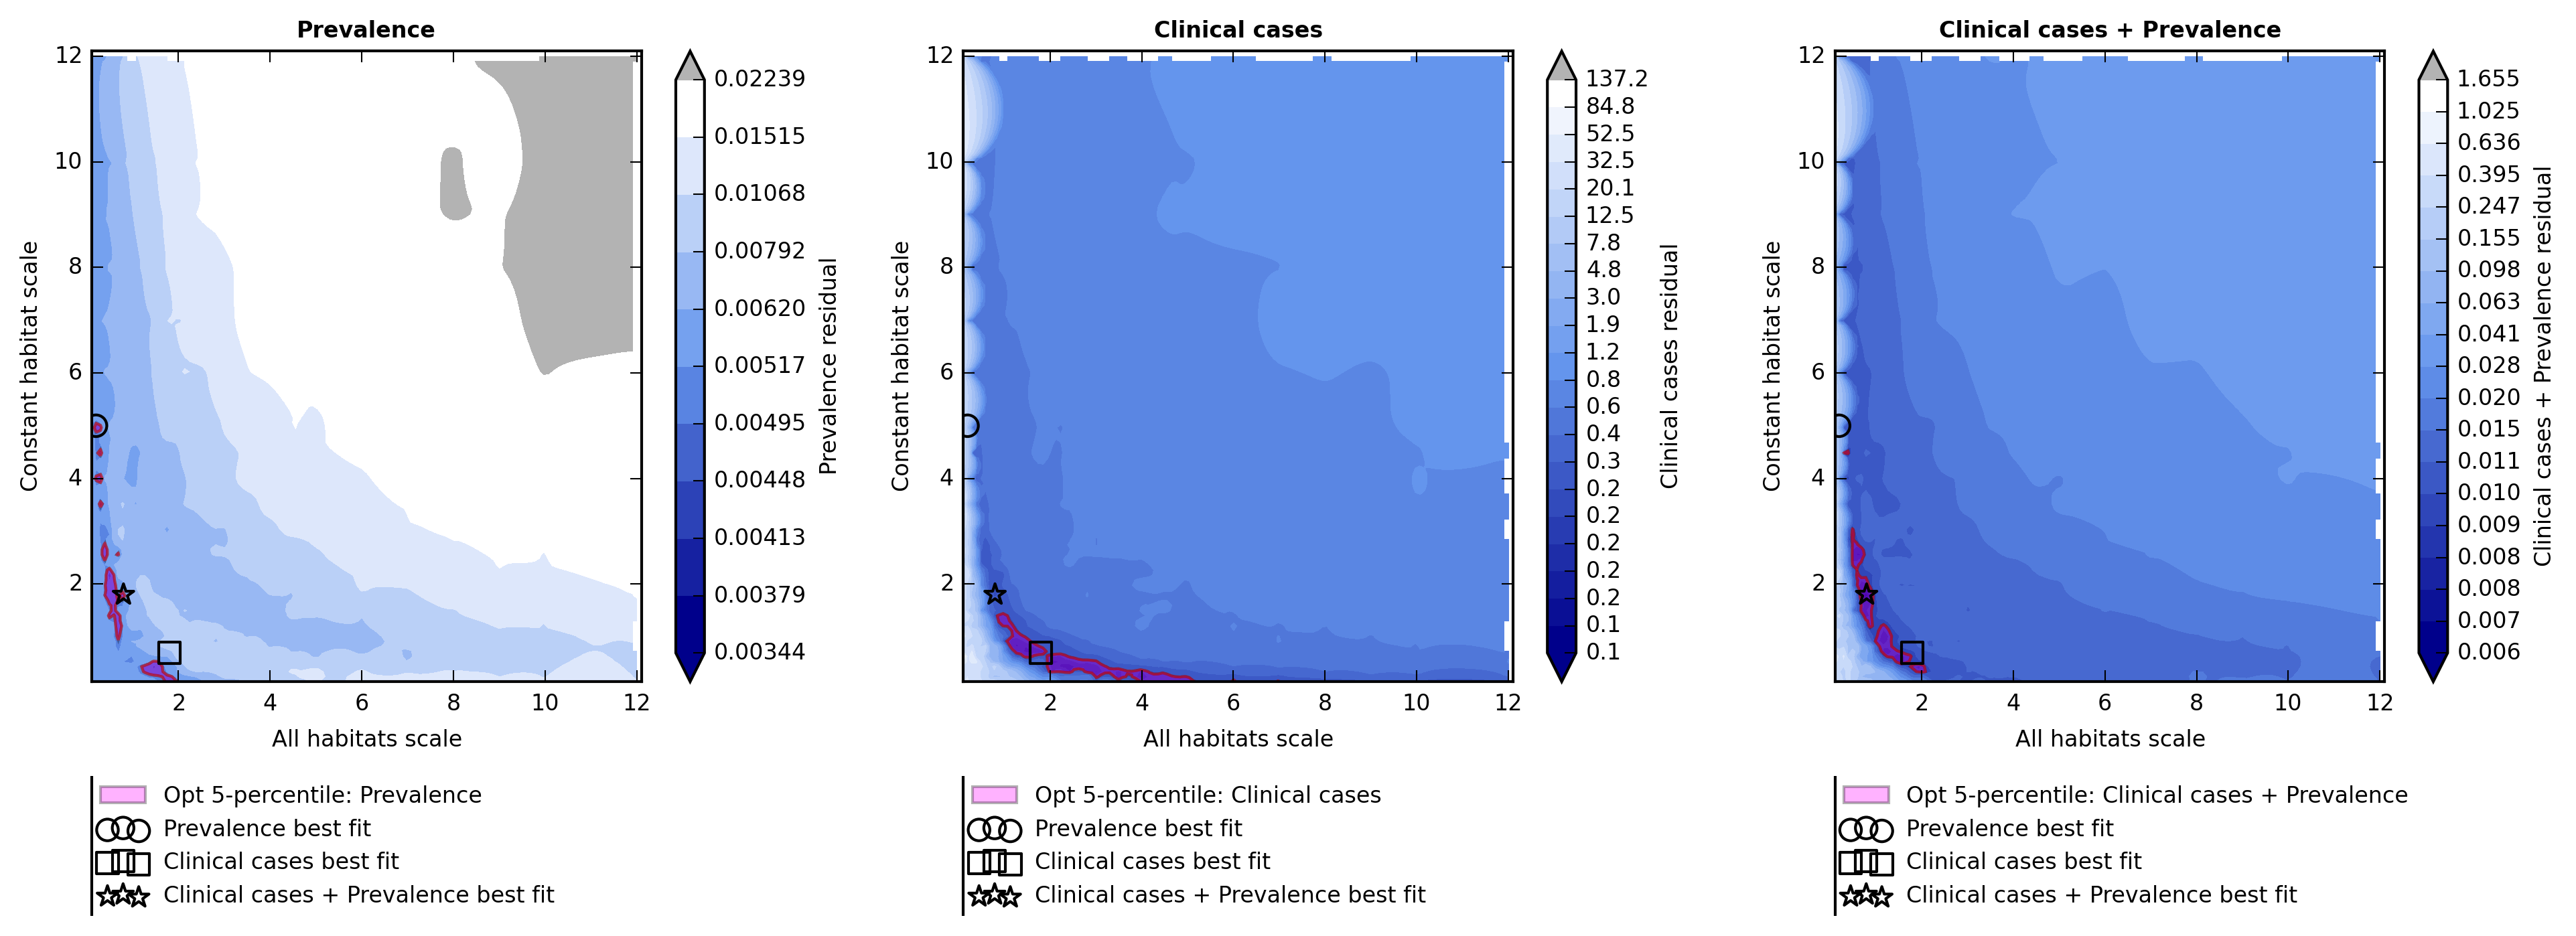 Prevalence
Constant habitat scale
12
10
8
6
4
2
2 4 6 8 10 12
All habitats scale
0.02239
0.01515
0.01068
0.00792
0.00620
0.00517
0.00495
0.00448
0.00413
0.00379
0.00344
Prevalence residual
Opt 5-percentile: Prevalence
Prevalence best fit
Clinical cases best fit
Clinical cases + Prevalence best fit
Clinical cases
Constant habitat scale
12
10
8
6
4
2
2 4 6 8 10 12
All habitats scale
137.2
84.8
52.5
32.5
20.1
12.5
7.8
4.8
3.0
1.9
1.2
0.8
0.6
0.4
0.3
0.2
0.2
0.2
0.2
0.2
0.1
0.1
Clinical cases residual
Opt 5-percentile: Clinical cases
Prevalence best fit
Clinical cases best fit
Clinical cases + Prevalence best fit
Clinical cases + Prevalence
Constant habitat scale
12
10
8
6
4
2
2 4 6 8 10 12
All habitats scale
1.655
1.025
0.636
0.395
0.247
0.155
0.098
0.063
0.041
0.028
0.020
0.015
0.011
0.010
0.009
0.008
0.008
0.007
0.006
Clinical cases + Prevalence residual
Opt 5-percentile: Clinical cases + Prevalence
Prevalence best fit
Clinical cases best fit
Clinical cases + Prevalence best fit